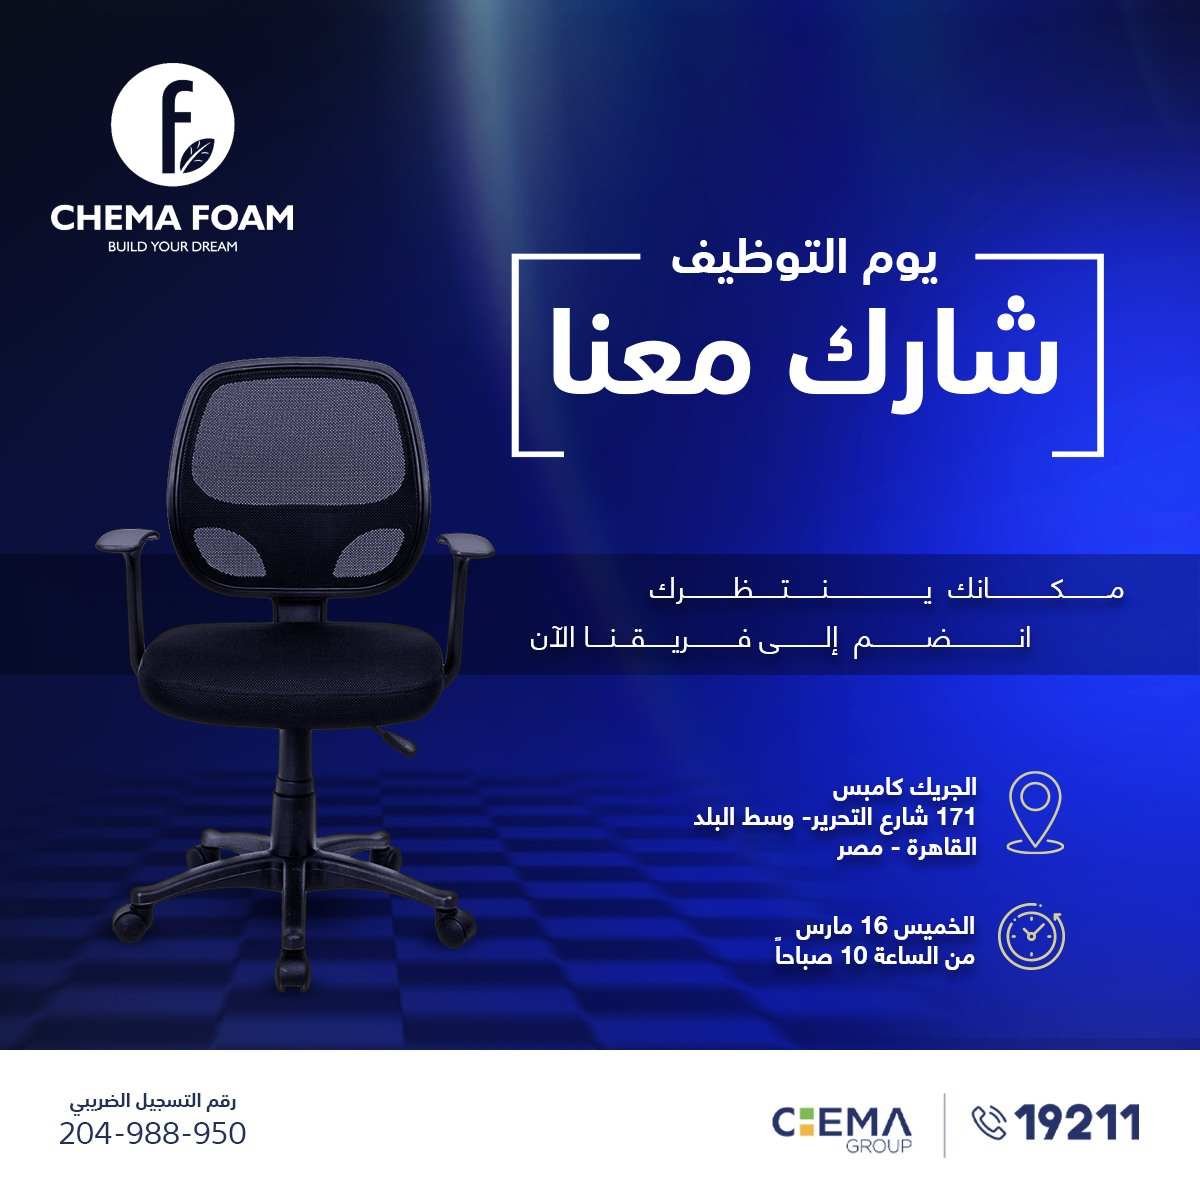 CHEMA FOAM
BUILD YOUR DREAM
يوم التوظيف
شارك معنا
مكانك ينتظرك
انضم إلى فريقنا الآن
الجريك كامبس
171 شارع التحرير- وسط البلد
القاهرة - مصر
الخميس 16 مارس
من الساعة 10 صباحاً
رقم التسجيل الضريبي
204-988-950
CHEMA
GROUP
19211